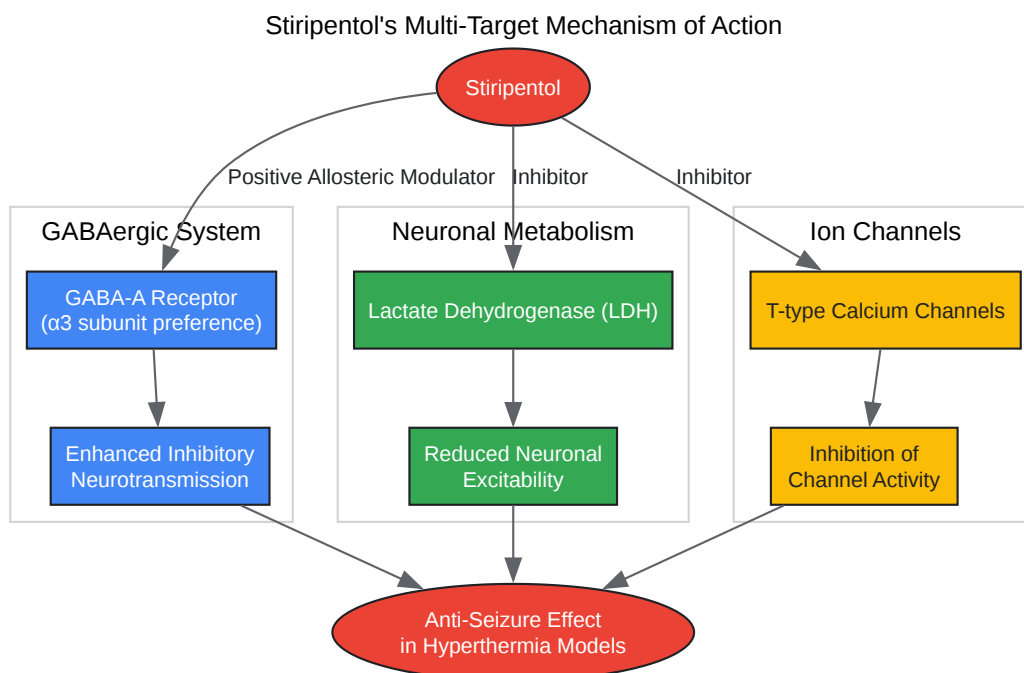 Stiripentol's Multi-Target Mechanism of Action
Stiripentol
Positive Allosteric Modulator
Inhibitor
Inhibitor
GABAergic System
Neuronal Metabolism
Ion Channels
GABA-A Receptor
(α3 subunit preference)
Lactate Dehydrogenase (LDH)
T-type Calcium Channels
Enhanced Inhibitory
Neurotransmission
Reduced Neuronal
Excitability
Inhibition of
Channel Activity
Anti-Seizure Effect
in Hyperthermia Models